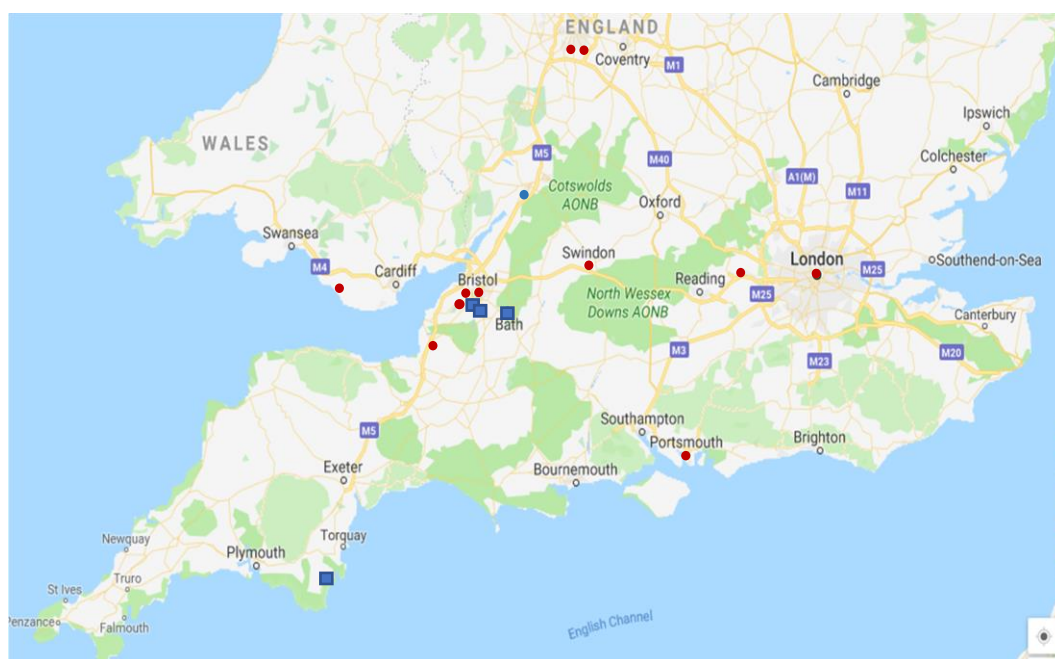 ENGLAND
Coventry
M1
Cambridge
Ipswich
WALES
M5
M40
A1(M)
M11
Colchester
Cotswolds
AONB
Oxford
Swansea
M4
Cardiff
Bristol
Swindon
Reading
London
M25
M25
Southend-on-Sea
North Wessex
Downs AONB
Bath
Canterbury
M3
M23
M20
M5
Southampton
Portsmouth
Brighton
Exeter
Bournemouth
Newquay
Torquay
Plymouth
Truro
St Ives
Penzance
Falmouth
English Channel